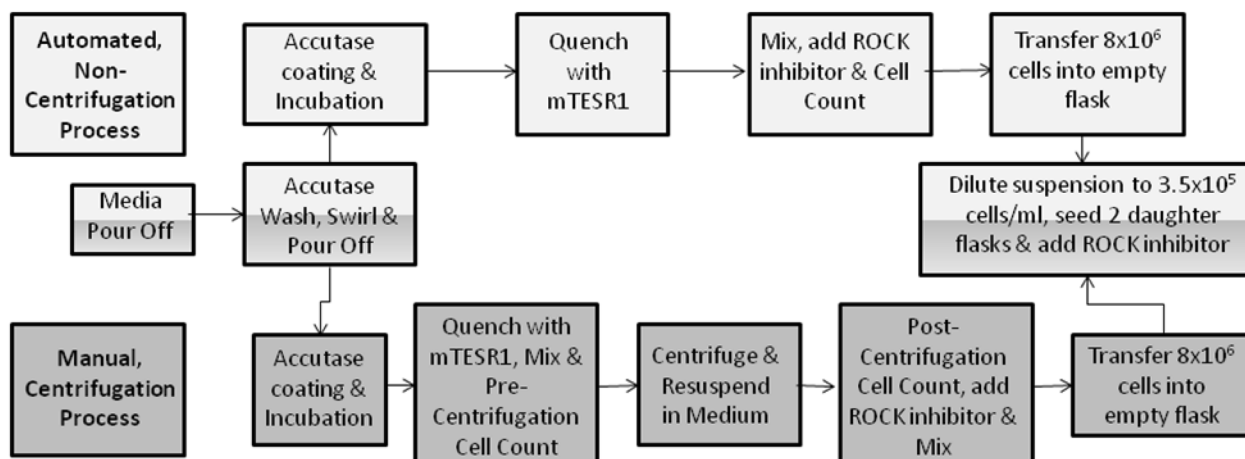 Automated,
Non-
Centrifugation
Process
Accutase
coating &
Incubation
Quench
with
mTESR1
Mix, add ROCK
inhibitor & Cell
Count
Transfer 8x10⁶
cells into empty
flask
Media
Pour Off
Accutase
Wash, Swirl &
Pour Off
Dilute suspension to 3.5x10⁵
cells/ml, seed 2 daughter
flasks & add ROCK inhibitor
Manual,
Centrifugation
Process
Accutase
coating &
Incubation
Quench with
mTESR1, Mix &
Pre-
Centrifugation
Cell Count
Centrifuge &
Resuspend
in Medium
Post-
Centrifugation
Cell Count, add
ROCK inhibitor &
Mix
Transfer 8x10⁶
cells into
empty flask